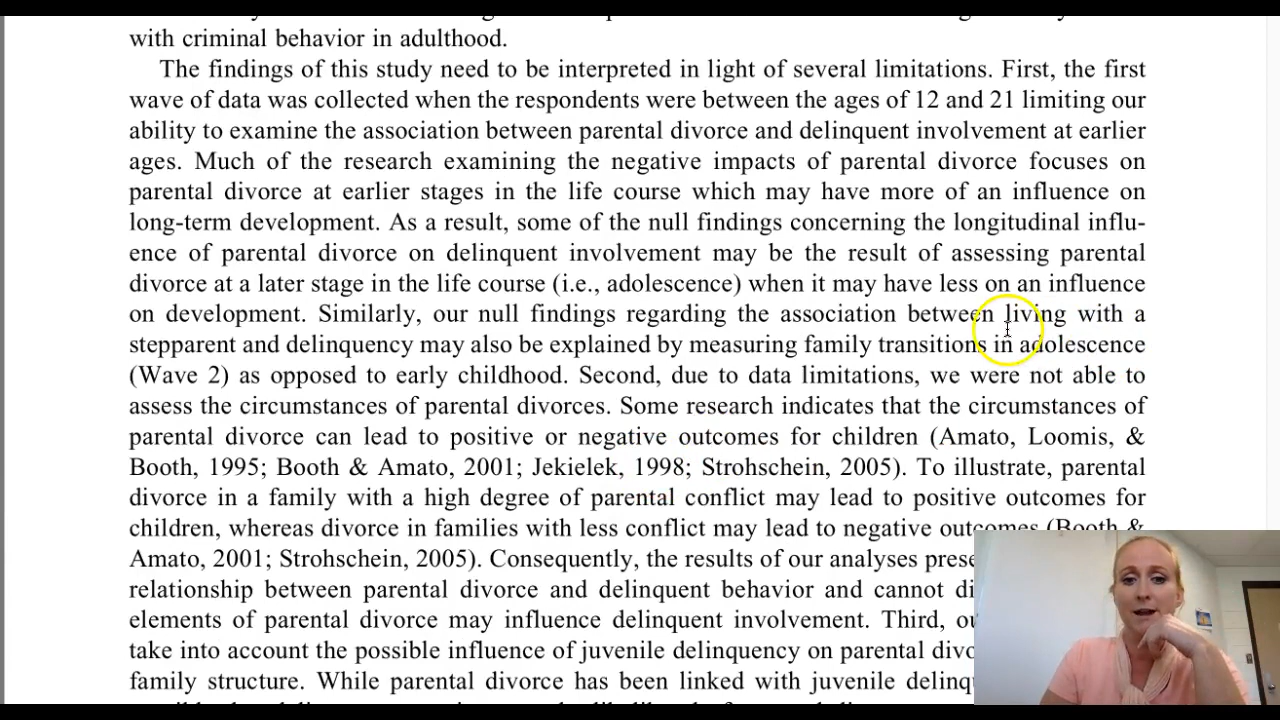 with criminal behavior in adulthood.
The findings of this study need to be interpreted in light of several limitations. First, the first
wave of data was collected when the respondents were between the ages of 12 and 21 limiting our
ability to examine the association between parental divorce and delinquent involvement at earlier
ages. Much of the research examining the negative impacts of parental divorce focuses on
parental divorce at earlier stages in the life course which may have more of an influence on
long-term development. As a result, some of the null findings concerning the longitudinal influ-
ence of parental divorce on delinquent involvement may be the result of assessing parental
divorce at a later stage in the life course (i.e., adolescence) when it may have less on an influence
on development. Similarly, our null findings regarding the association between living with a
stepparent and delinquency may also be explained by measuring family transitions in adolescence
(Wave 2) as opposed to early childhood. Second, due to data limitations, we were not able to
assess the circumstances of parental divorces. Some research indicates that the circumstances of
parental divorce can lead to positive or negative outcomes for children (Amato, Loomis, &
Booth, 1995; Booth & Amato, 2001; Jekielek, 1998; Strohschein, 2005). To illustrate, parental
divorce in a family with a high degree of parental conflict may lead to positive outcomes for
children, whereas divorce in families with less conflict may lead to negative outcomes (Booth &
Amato, 2001; Strohschein, 2005). Consequently, the results of our analyses
relationship between parental divorce and delinquent behavior and cannot
elements of parental divorce may influence delinquent involvement. Third,
take into account the possible influence of juvenile delinquency on parental
family structure. While parental divorce has been linked with juvenile